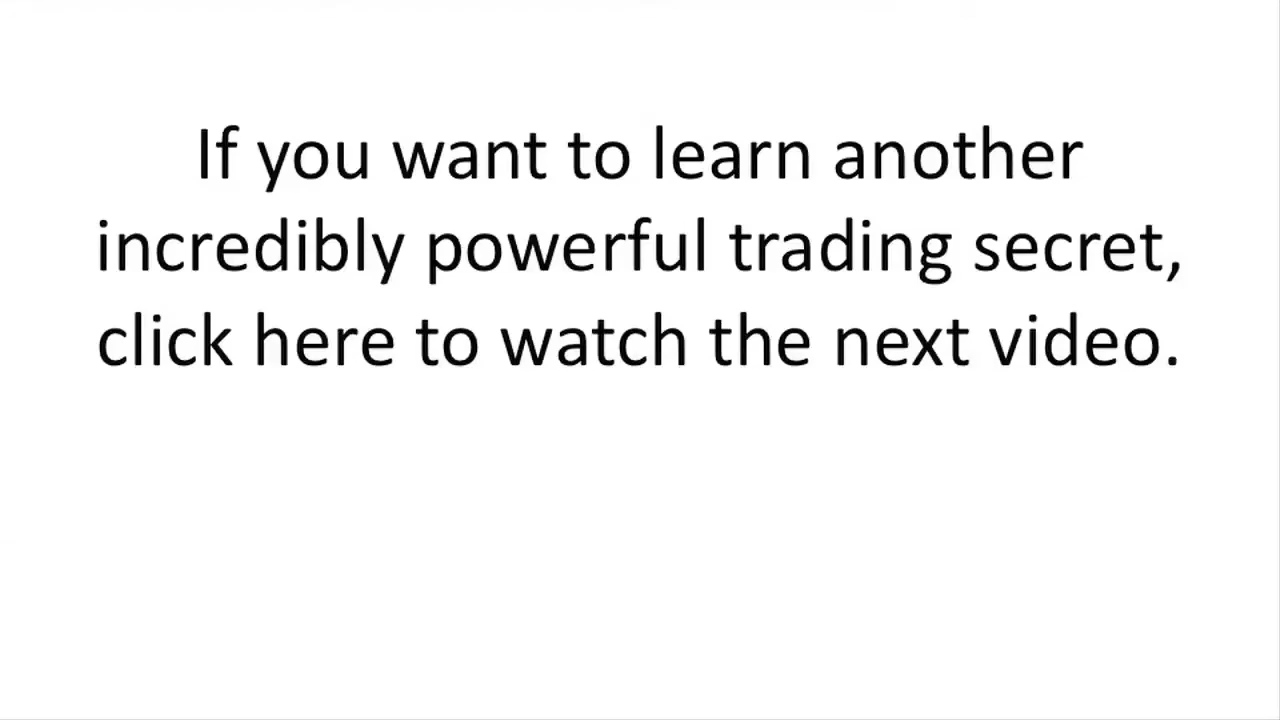 If you want to learn another
incredibly powerful trading secret,
click here to watch the next video.